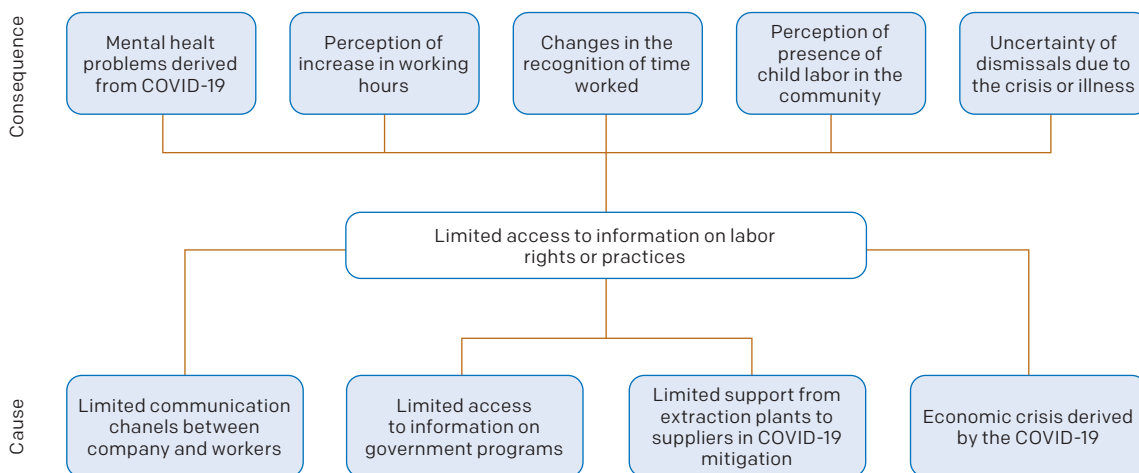 Consequence
Mental healt
problems derived
from COVID-19
Perception of
increase in working
hours
Changes in the
recognition of time
worked
Perception of
presence of
child labor in the
community
Uncertainty of
dismissals due to
the crisis or illness
Limited access to information on labor
rights or practices
Cause
Limited communication
chanels between
company and workers
Limited access
to information on
government programs
Limited support from
extraction plants to
suppliers in COVID-19
mitigation
Economic crisis derived
by the COVID-19